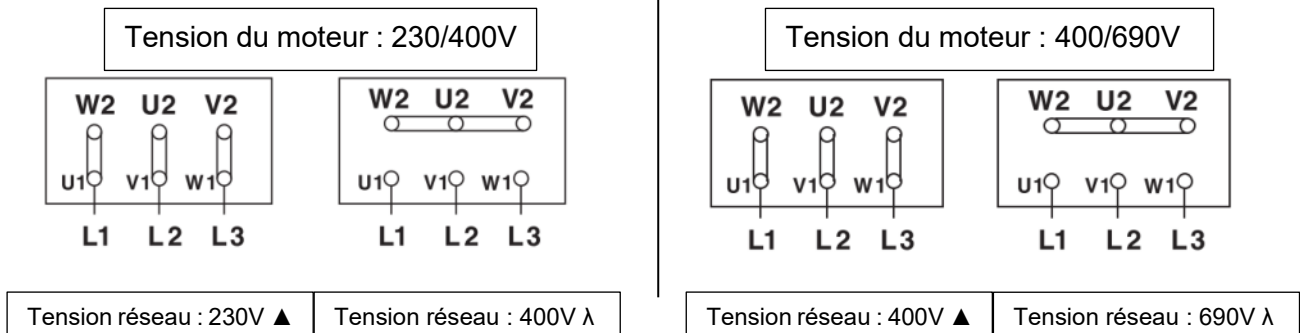 Tension du moteur : 230/400V
W2 U2 V2
U1 V1 W1
L1 L2 L3
W2 U2 V2
U1 V1 W1
L1 L2 L3
Tension réseau : 230V ▲
Tension réseau : 400V λ
Tension du moteur : 400/690V
W2 U2 V2
U1 V1 W1
L1 L2 L3
W2 U2 V2
U1 V1 W1
L1 L2 L3
Tension réseau : 400V ▲
Tension réseau : 690V λ